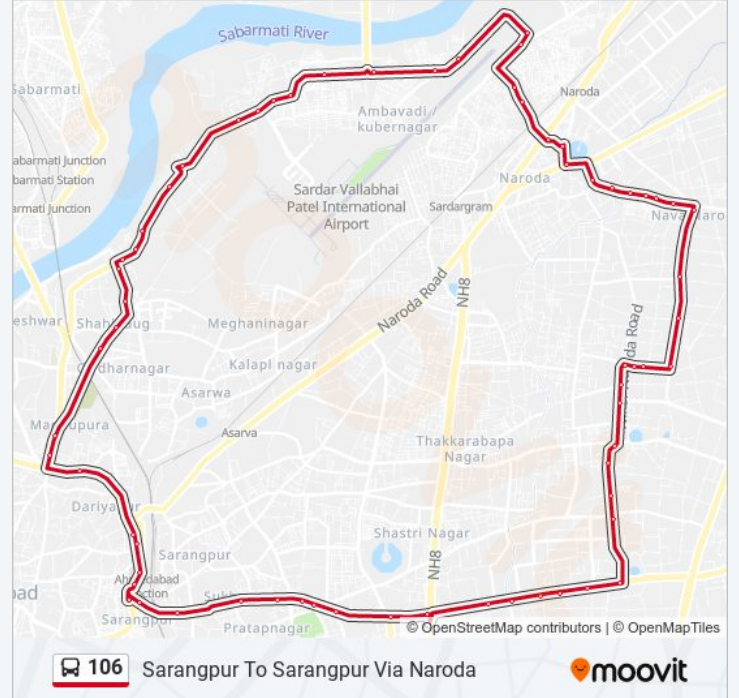 Sabarmati River
Sabarmati
Naroda
Ambavadi /
kubernagar
abarmati Junction
barmati Station
armati Junction
Naroda
Sardar Vallabhai
Patel International
Airport
Sardargram
Naroda Road
NH8
da Road
eshwar
Meghaninagar
Kalapi nagar
Asarwa
Asarva
Thakkarabapa
Nagar
Sarangpur
Shastri Nagar
NH8
Pratapnagar
© OpenStreetMap contributors | © OpenMapTiles
106
Sarangpur To Sarangpur Via Naroda
moovit